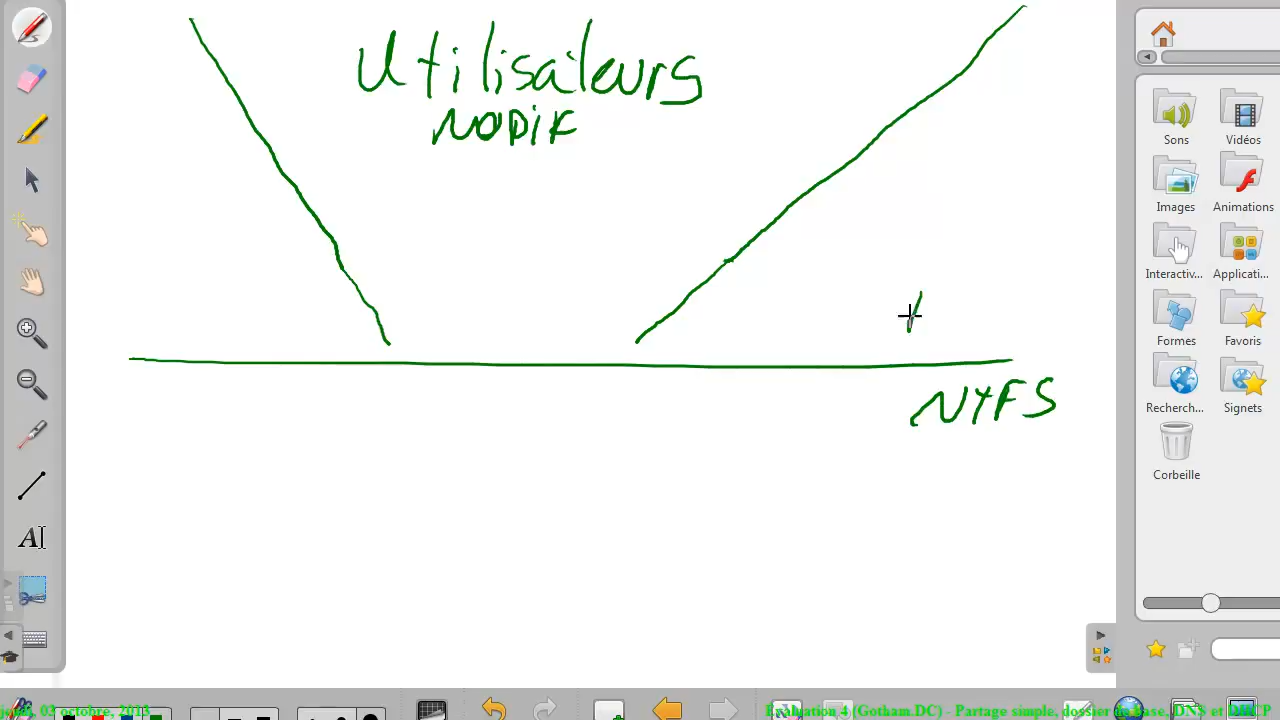 Utilisateurs
MODIF
NTFS
Sons
Vidéos
Images
Animations
Interactiv...
Applicati...
Formes
Favoris
Recherch...
Signets
Corbeille
jeudi, 03 octobre, 2013
Evaluation 4 (Gotham.DC) - Partage simple, dossier de base, DNS et DHCP